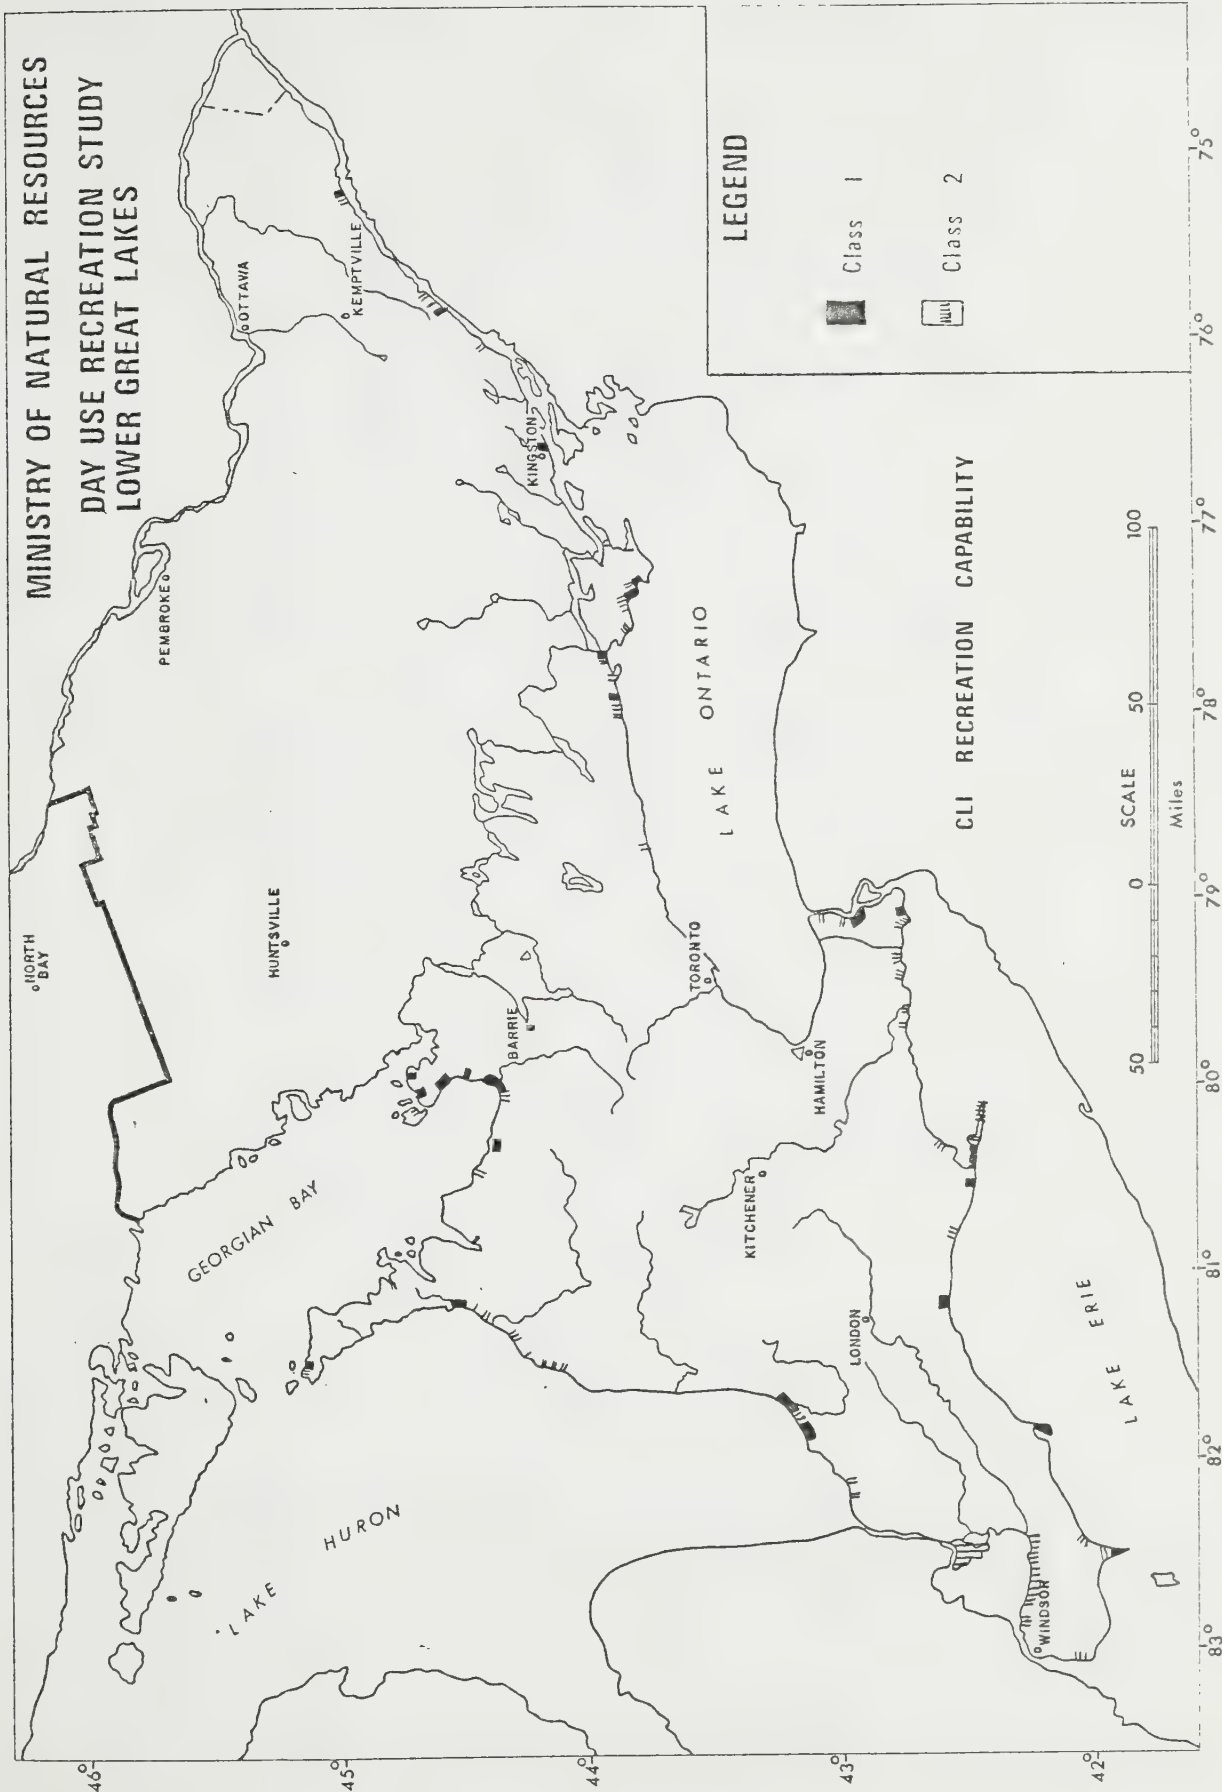 MINISTRY OF NATURAL RESOURCES
DAY USE RECREATION STUDY
LOWER GREAT LAKES
NORTH
BAY
PEMBROKE
OTTAWA
KEMPTVILLE
HUNTSVILLE
KINGSTON
BARRIE
TORONTO
HAMILTON
KITCHENER
LONDON
WINDSOR
GEORGIAN BAY
LAKE HURON
LAKE ONTARIO
LAKE ERIE
LEGEND
Class 1
Class 2
CLI RECREATION CAPABILITY
SCALE
50 0 50 100
Miles
46°
45°
44°
43°
42°
83° 82° 81° 80° 79° 78° 77° 76° 75°